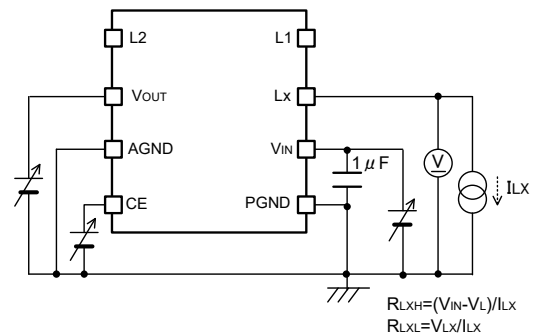 L2 L1
VOUT LX
AGND VIN
1μF
CE PGND
V
ILX
RLXH=(VIN-VL)/ILX
RLXL=VLX/ILX